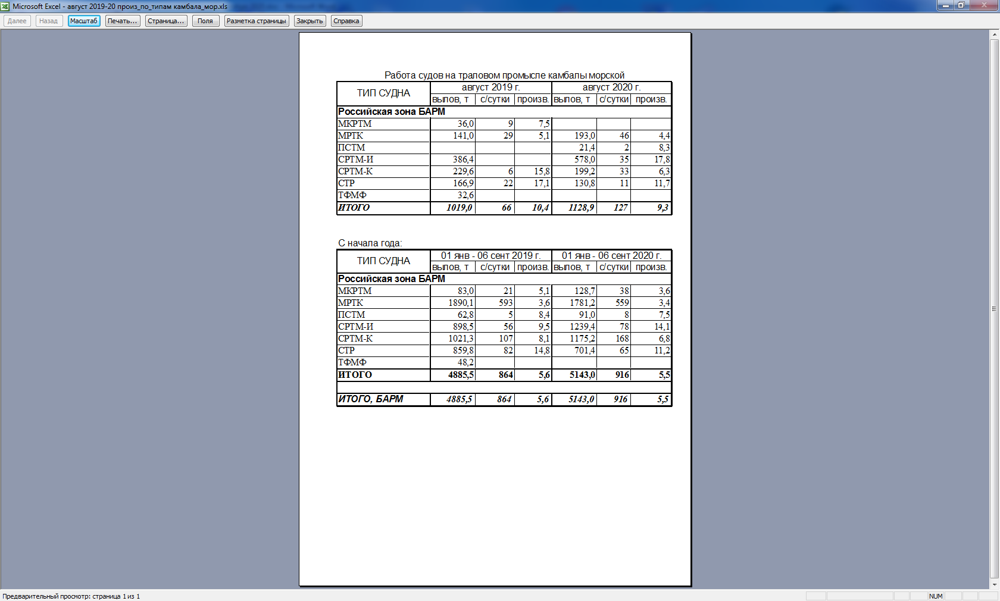 Microsoft Excel - август 2019-20 произ_по_типам камбала_мор.xls
Далее Назад Масштаб Печать... Страница... Поля Разметка страницы Закрыть Справка
Работа судов на траловом промысле камбалы морской
ТИП СУДНА август 2019 г. август 2020 г.
вылов, т с/сутки произв. вылов, т с/сутки произв.
Российская зона БАРМ
МКРТМ 36,0 9 7,5
МРТК 141,0 29 5,1 193,0 46 4,4
ПСТМ 21,4 2 8,3
СРТМ-И 386,4 578,0 35 17,8
СРТМ-К 229,6 6 15,8 199,2 33 6,3
СТР 166,9 22 17,1 130,8 11 11,7
ТФМФ 32,6
ИТОГО 1019,0 66 10,4 1128,9 127 9,3
С начала года:
ТИП СУДНА 01 янв - 06 сент 2019 г. 01 янв - 06 сент 2020 г.
вылов, т с/сутки произв. вылов, т с/сутки произв.
Российская зона БАРМ
МКРТМ 83,0 21 5,1 128,7 38 3,6
МРТК 1890,1 593 3,6 1781,2 559 3,4
ПСТМ 62,8 5 8,4 91,0 8 7,5
СРТМ-И 898,5 56 9,5 1239,4 78 14,1
СРТМ-К 1021,3 107 8,1 1175,2 168 6,8
СТР 859,8 82 14,8 701,4 65 11,2
ТФМФ 48,2
ИТОГО 4885,5 864 5,6 5143,0 916 5,5
ИТОГО, БАРМ 4885,5 864 5,6 5143,0 916 5,5
Предварительный просмотр: страница 1 из 1
NUM